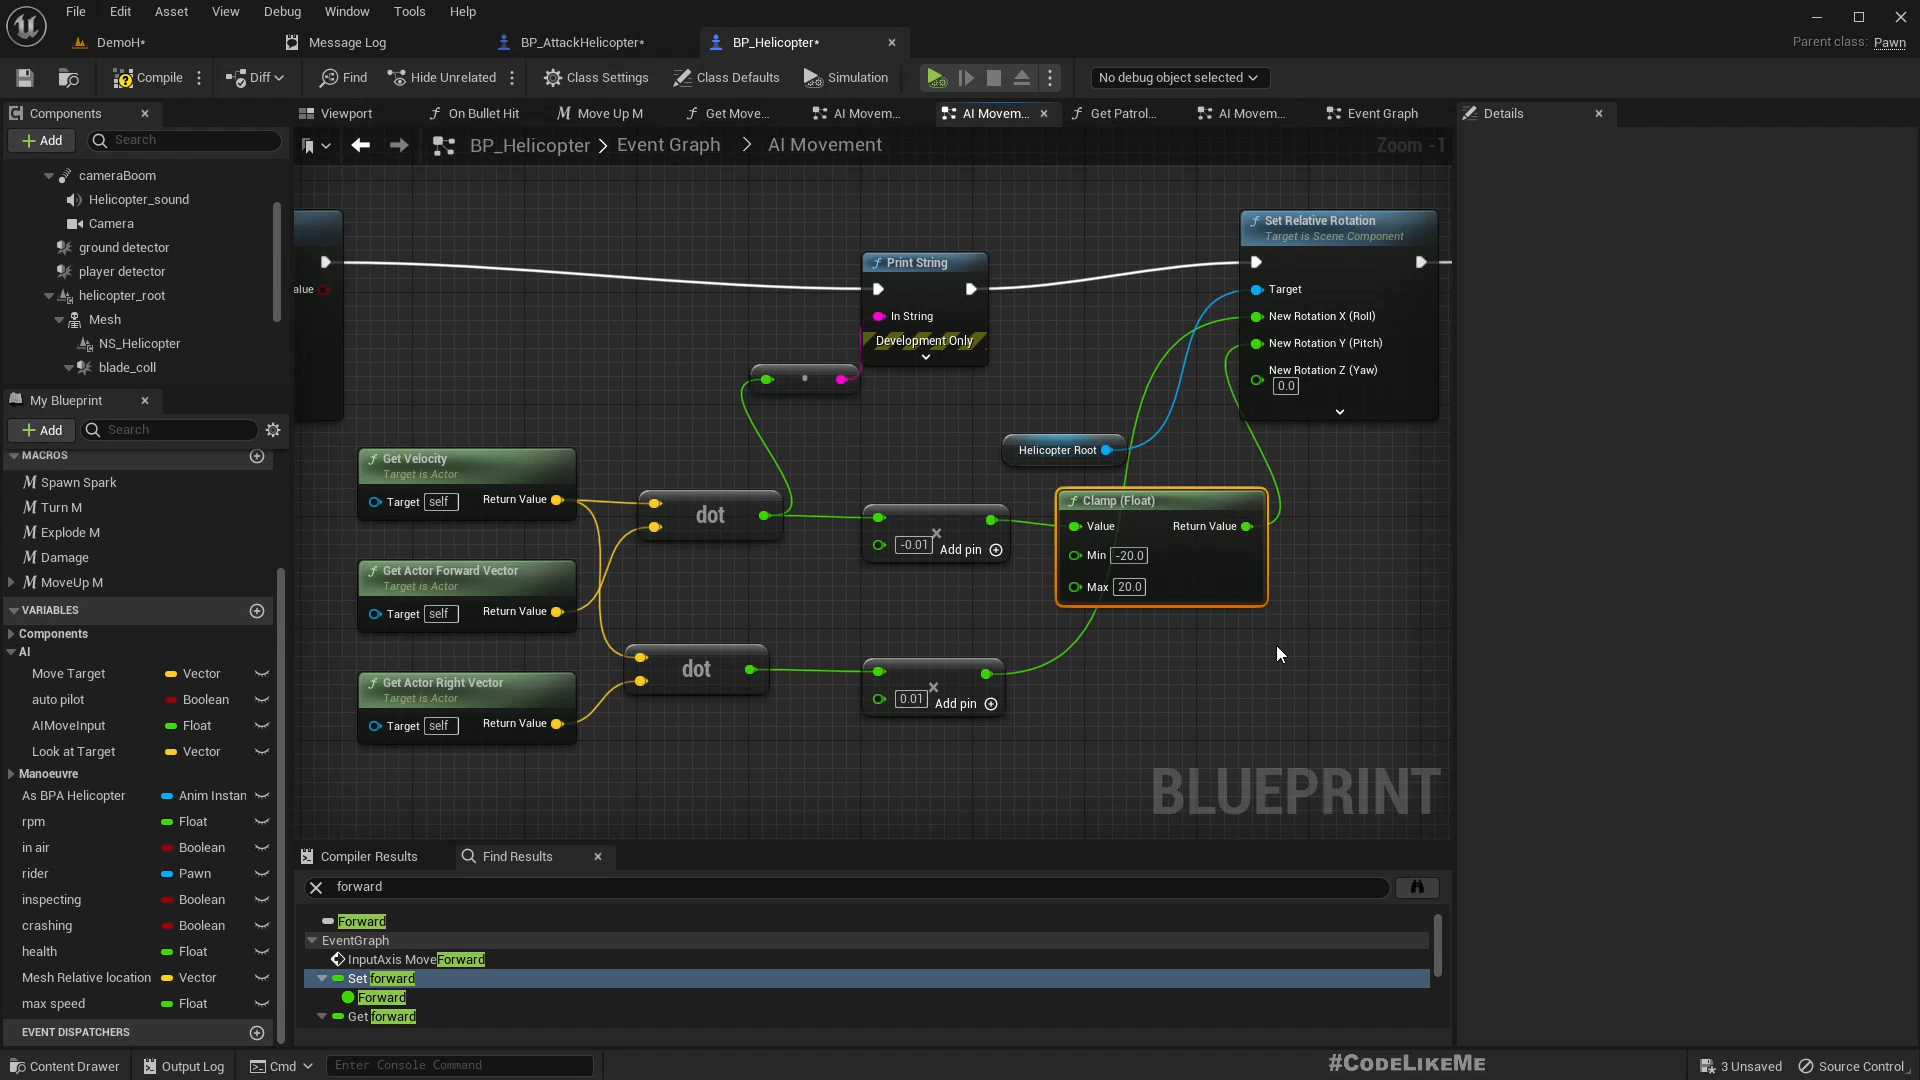 File Edit Asset View Debug Window Tools Help
DemoH* Message Log BP_AttackHelicopter* BP_Helicopter*
Parent class: Pawn
Compile Diff Find Hide Unrelated Class Settings Class Defaults Simulation No debug object selected
Components
Viewport On Bullet Hit Move Up M Get Move... AI Movem... AI Movem... Get Patrol... AI Movem... Event Graph Details
Add Search
BP_Helicopter > Event Graph > AI Movement Zoom -1
cameraBoom
Helicopter_sound
Camera
ground detector
player detector
helicopter_root
Mesh
NS_Helicopter
blade_coll
My Blueprint
Add Search
MACROS
Spawn Spark
Turn M
Explode M
Damage
MoveUp M
VARIABLES
Components
AI
Move Target Vector
auto pilot Boolean
AIMoveInput Float
Look at Target Vector
Manoeuvre
As BPA Helicopter Anim Instan
rpm Float
in air Boolean
rider Pawn
inspecting Boolean
crashing Boolean
health Float
Mesh Relative location Vector
max speed Float
EVENT DISPATCHERS
alue
Print String
In String
Development Only
Set Relative Rotation
Target is Scene Component
Target
New Rotation X (Roll)
New Rotation Y (Pitch)
New Rotation Z (Yaw)
0.0
Helicopter Root
Get Velocity
Target is Actor
Target self Return Value
dot
-0.01 Add pin
Clamp (Float)
Value Return Value
Min -20.0
Max 20.0
Get Actor Forward Vector
Target is Actor
Target self Return Value
dot
0.01 Add pin
Get Actor Right Vector
Target is Actor
Target self Return Value
BLUEPRINT
Compiler Results Find Results
forward
Forward
EventGraph
InputAxis MoveForward
Set forward
Forward
Get forward
Content Drawer Output Log Cmd Enter Console Command #CODELIKEME 3 Unsaved Source Control